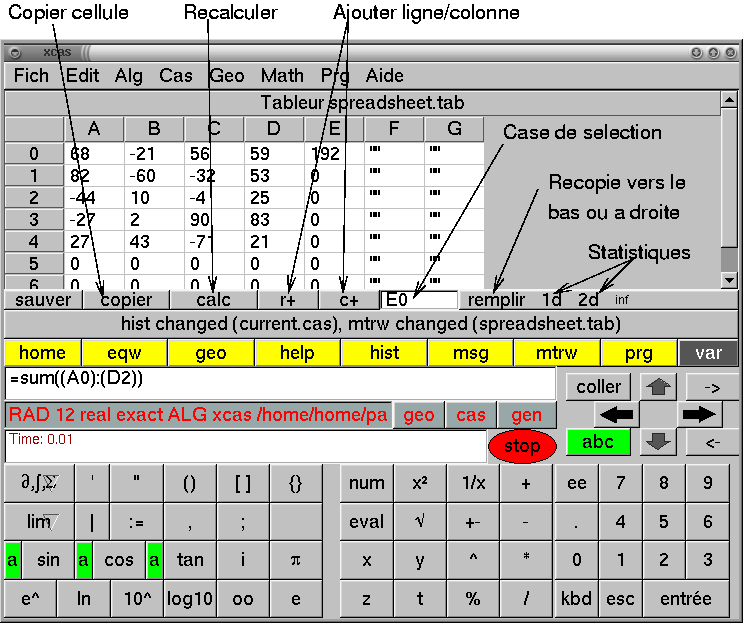 Copier cellule Recalculer Ajouter ligne/colonne
xcas
Fich Edit Alg Cas Geo Math Prg Aide
Tableur spreadsheet.tab
A B C D E F G
Case de selection
0 68 -21 56 59 192 "" ""
1 82 -60 -32 53 0 "" ""
Recopie vers le
2 -44 10 -4 25 0 "" ""
bas ou a droite
3 -27 2 90 83 0 "" ""
4 27 43 -71 21 0 "" ""
Statistiques
5 0 0 0 0 0 "" ""
6 0 0 0 0 0 "" ""
sauver copier calc r+ c+ E0 remplir 1d 2d inf
hist changed (current.cas), mtrw changed (spreadsheet.tab)
home eqw geo help hist msg mtrw prg var
=sum((A0):(D2))
coller ->
RAD 12 real exact ALG xcas /home/home/pa geo cas gen
Time: 0.01
stop abc <-
∂,∫,Σ ' " () [ ] {} num x² 1/x + ee 7 8 9
lim | := , ; eval √ +- - . 4 5 6
a sin a cos a tan i π x y ^ * 0 1 2 3
e^ ln 10^ log10 oo e z t % / kbd esc entrée